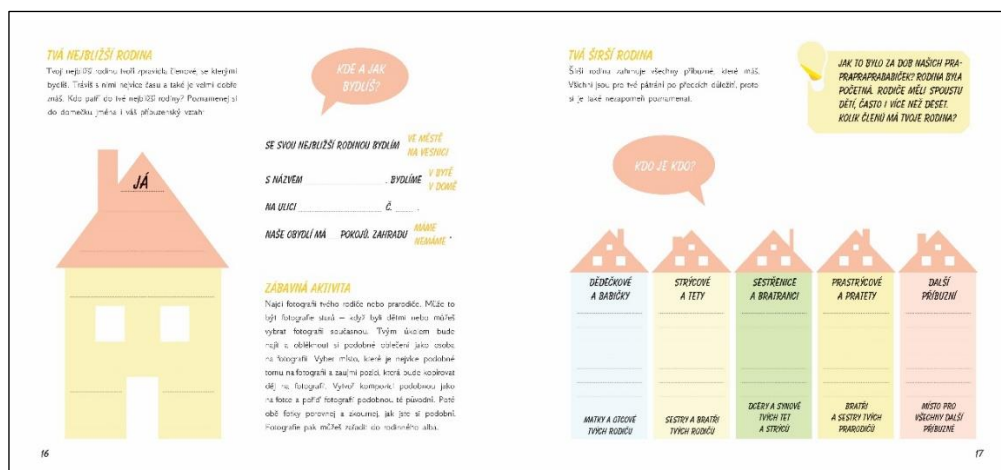 TVÁ NEJBLIŽŠÍ RODINA
Tvoji nejbližší rodinu tvoří zpravidla členové, se kterými
bydlíš. Trávíš s nimi nejvíce času a také je velmi dobře
znáš. Kdo patří do tvé nejbližší rodiny? Poznamenej si
do domečku jména i váš příbuzenský vztah:
JÁ
KDE A JAK
BYDLÍŠ?
SE SVOU NEJBLIŽŠÍ RODINOU BYDLÍM VE MĚSTĚ
NA VESNICI
S NÁZVEM . BYDLÍME V BYTĚ
V DOMĚ
NA ULICI Č. .
NAŠE OBYDLÍ MÁ POKOJŮ. ZAHRADU MÁME
NEMÁME .
ZÁBAVNÁ AKTIVITA
Najdi fotografii tvého rodiče nebo prarodiče. Může to
být fotografie stará – když byli dětmi nebo můžeš
vybrat fotografii současnou. Tvým úkolem bude
najít a obléknout si podobné oblečení jako osoba
na fotografii. Vyber místo, které je nejvíce podobné
tomu na fotografii a zaujmi pozici, která bude kopírovat
děj na fotografii. Vytvoř kompozici podobnou jako
na fotce a pořiď fotografii podobnou té původní. Poté
obě fotky porovnej a zkoumej, jak jste si podobní.
Fotografie pak můžeš zařadit do rodinného alba.
16
TVÁ ŠIRŠÍ RODINA
Širší rodina zahrnuje všechny příbuzné, které máš.
Všichni jsou pro tvé pátrání po předcích důležití, proto
si je také nezapomeň poznamenat.
JAK TO BYLO ZA DOB NAŠICH PRA-
PRAPRAPRABABIČEK? RODINA BYLA
POČETNÁ. RODIČE MĚLI SPOUSTU
DĚTÍ, ČASTO I VÍCE NEŽ DESET.
KOLIK ČLENŮ MÁ TVOJE RODINA?
KDO JE KDO?
DĚDEČKOVÉ
A BABIČKY
MATKY A OTCOVÉ
TVÝCH RODIČŮ
STRÝCOVÉ
A TETY
SESTRY A BRATŘI
TVÝCH RODIČŮ
SESTŘENICE
A BRATRANCI
DCERY A SYNOVÉ
TVÝCH TET
A STRÝCŮ
PRASTRÝCOVÉ
A PRATETY
BRATŘI
A SESTRY TVÝCH
PRARODIČŮ
DALŠÍ
PŘÍBUZNÍ
MÍSTO PRO
VŠECHNY DALŠÍ
PŘÍBUZNÉ
17